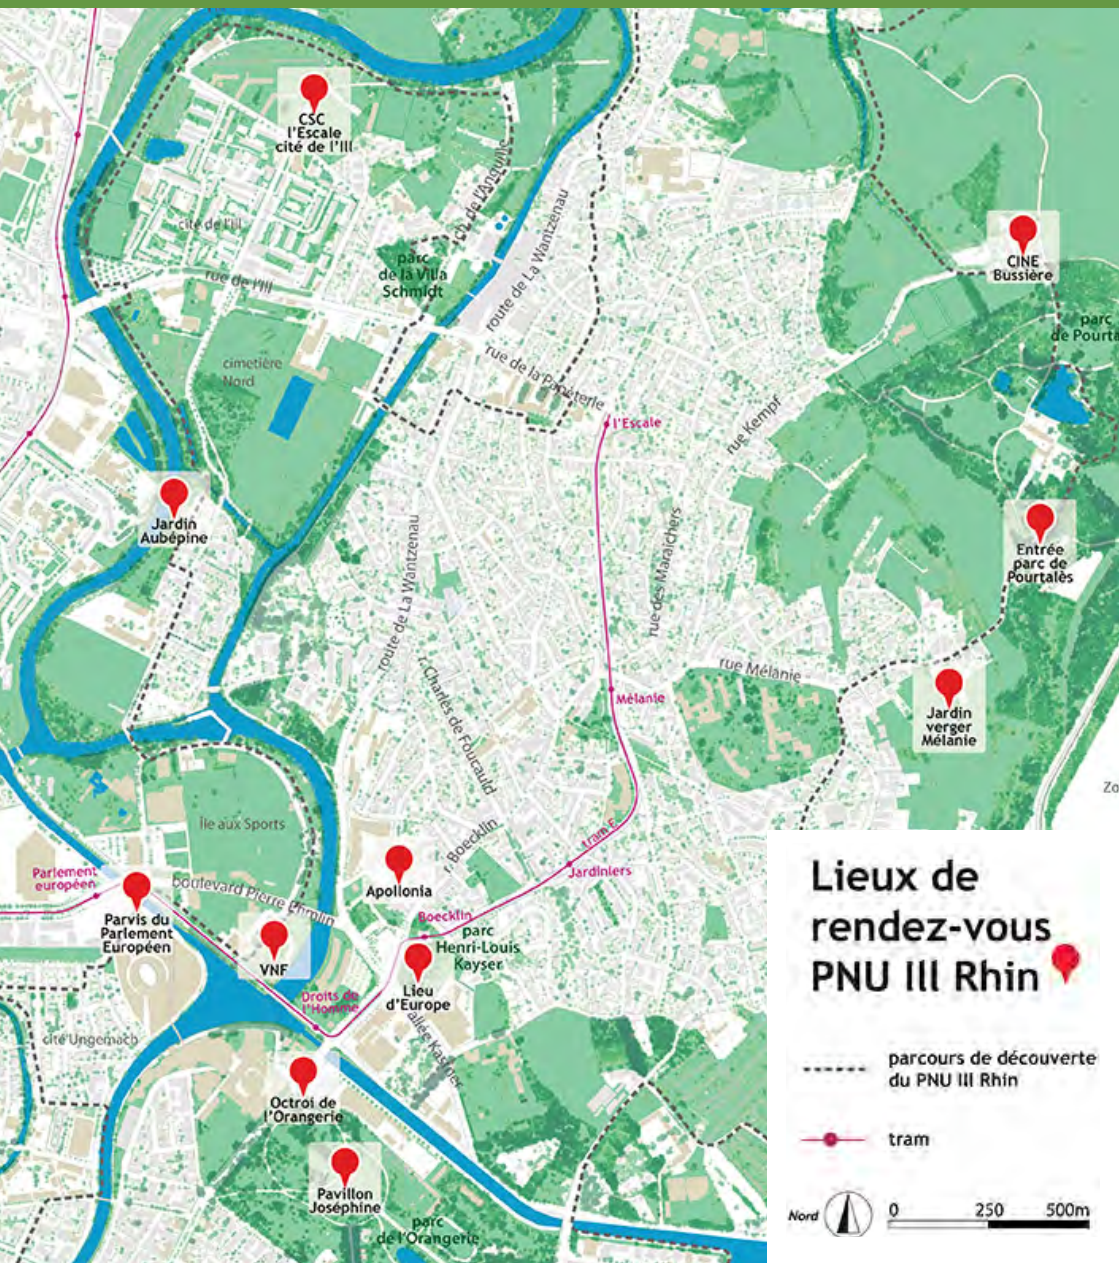 CSC
l'Escale
cité de l'Ill
ch. de l'Anguille
cité de l'Ill
parc
de la Villa
Schmidt
route de La Wantzenau
rue de l'Ill
CINE
Bussière
parc
de Pourta
cimetière
Nord
rue de la Papeterie
l'Escale
rue Kempf
Jardin
Aubépine
route de La Wantzenau
rue des Maraîchers
Entrée
parc de
Pourtalès
r. Charles de Foucauld
rue Mélanie
Mélanie
Jardin
verger
Mélanie
Zo
Île aux Sports
r. Boecklin
tram E
Jardiniers
Parlement
européen
boulevard Pierre Pflimlin
Apollonia
Parvis du
Parlement
Européen
VNF
Boecklin
parc
Henri-Louis
Kayser
Lieu
d'Europe
Droits de
l'Homme
allée Kastner
cité Ungemach
Octroi de
l'Orangerie
Pavillon
Joséphine
parc
de l'Orangerie
Lieux de
rendez-vous
PNU Ill Rhin
parcours de découverte
du PNU Ill Rhin
tram
Nord
0 250 500m